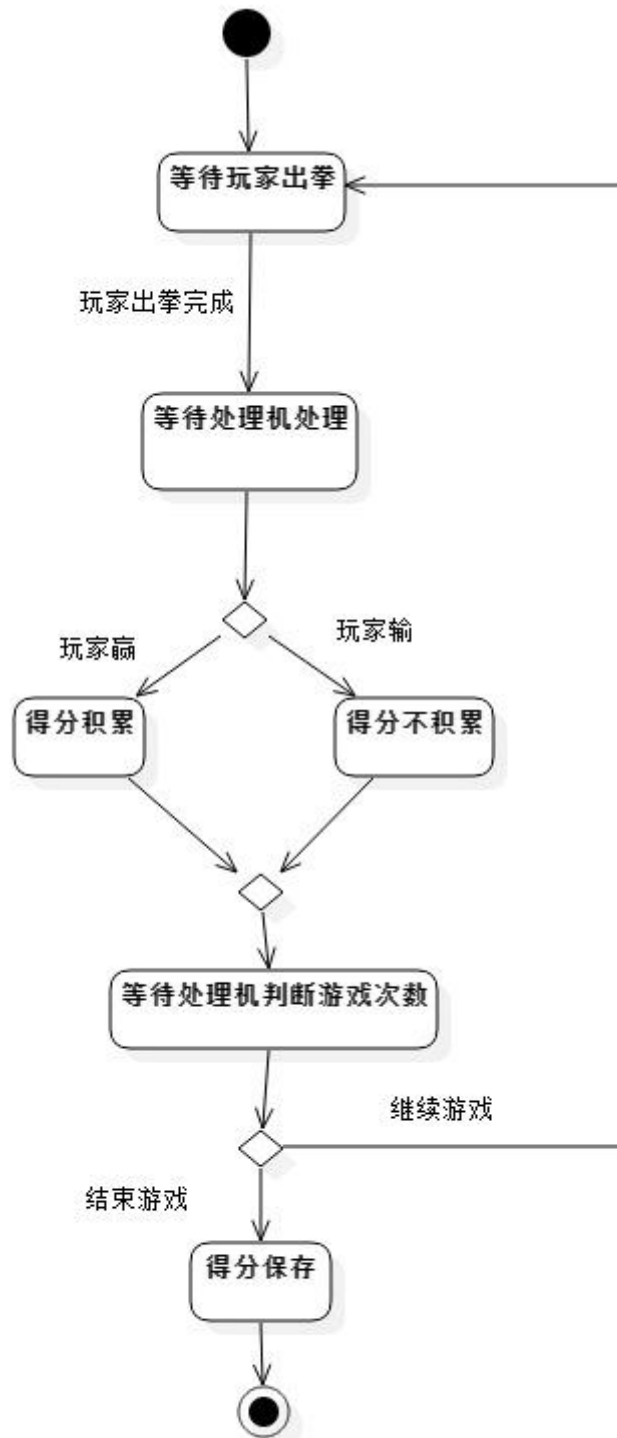 等待玩家出拳
玩家出拳完成
等待处理机处理
玩家赢
玩家输
得分积累
得分不积累
等待处理机判断游戏次数
继续游戏
结束游戏
得分保存